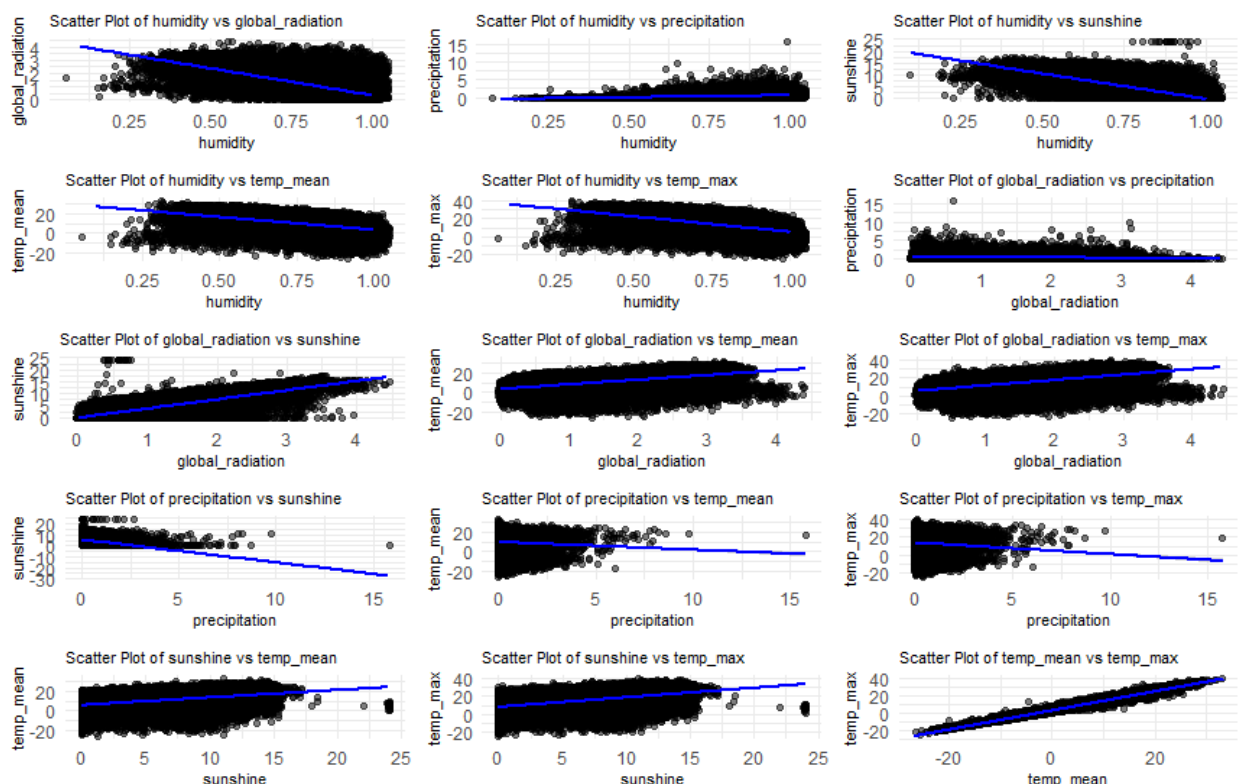 Scatter Plot of humidity vs global_radiation
global_radiation
4
3
2
1
0
0.25 0.50 0.75 1.00
humidity
Scatter Plot of humidity vs precipitation
precipitation
15
10
5
0
0.25 0.50 0.75 1.00
humidity
Scatter Plot of humidity vs sunshine
sunshine
25
20
15
10
5
0
0.25 0.50 0.75 1.00
humidity
Scatter Plot of humidity vs temp_mean
temp_mean
20
0
-20
0.25 0.50 0.75 1.00
humidity
Scatter Plot of humidity vs temp_max
temp_max
40
20
0
-20
0.25 0.50 0.75 1.00
humidity
Scatter Plot of global_radiation vs precipitation
precipitation
15
10
5
0
0 1 2 3 4
global_radiation
Scatter Plot of global_radiation vs sunshine
sunshine
25
20
15
10
5
0
0 1 2 3 4
global_radiation
Scatter Plot of global_radiation vs temp_mean
temp_mean
20
0
-20
0 1 2 3 4
global_radiation
Scatter Plot of global_radiation vs temp_max
temp_max
40
20
0
-20
0 1 2 3 4
global_radiation
Scatter Plot of precipitation vs sunshine
sunshine
20
10
0
-10
-20
-30
0 5 10 15
precipitation
Scatter Plot of precipitation vs temp_mean
temp_mean
20
0
-20
0 5 10 15
precipitation
Scatter Plot of precipitation vs temp_max
temp_max
40
20
0
-20
0 5 10 15
precipitation
Scatter Plot of sunshine vs temp_mean
temp_mean
20
0
-20
0 5 10 15 20 25
sunshine
Scatter Plot of sunshine vs temp_max
temp_max
40
20
0
-20
0 5 10 15 20 25
sunshine
Scatter Plot of temp_mean vs temp_max
temp_max
40
20
0
-20
-20 0 20
temp_mean